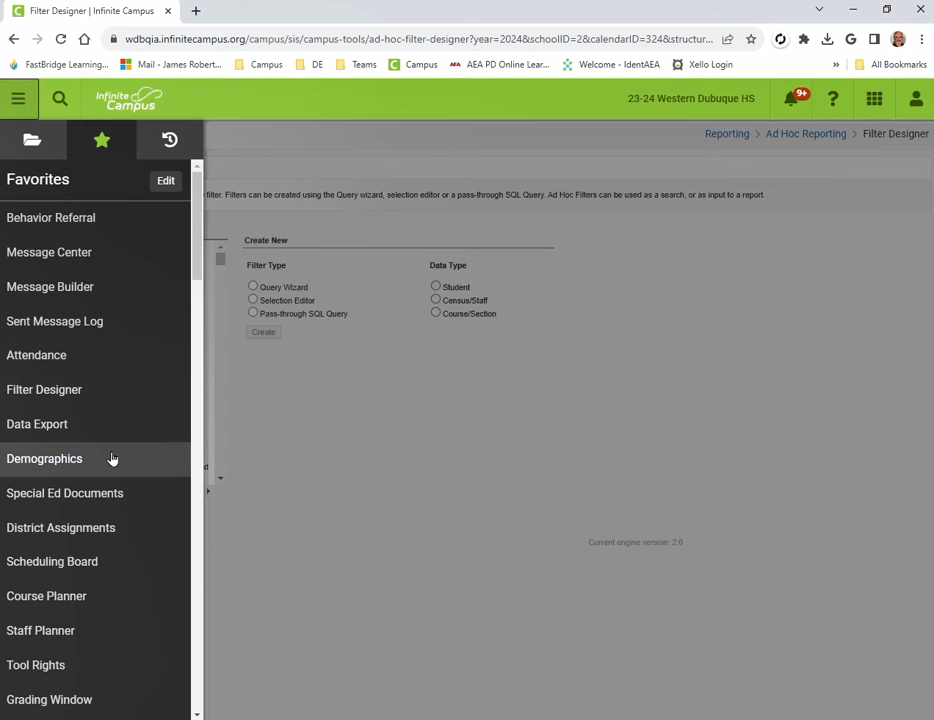 Filter Designer | Infinite Campus
wdbqia.infinitecampus.org/campus/sis/campus-tools/ad-hoc-filter-designer?year=2024&schoolID=2&calendarID=324&structur...
FastBridge Learning... Mail - James Robert... Campus DE Teams Campus AEA PD Online Lear... Welcome - IdentAEA Xello Login » All Bookmarks
Infinite Campus 23-24 Western Dubuque HS 9+ ?
Reporting > Ad Hoc Reporting > Filter Designer
Favorites Edit
filter. Filters can be created using the Query wizard, selection editor or a pass-through SQL Query. Ad Hoc Filters can be used as a search, or as input to a report.
Behavior Referral
Message Center
Message Builder
Sent Message Log
Attendance
Filter Designer
Data Export
Demographics
Special Ed Documents
District Assignments
Scheduling Board
Course Planner
Staff Planner
Tool Rights
Grading Window
Create New
Filter Type Data Type
Query Wizard Student
Selection Editor Census/Staff
Pass-through SQL Query Course/Section
Create
Current engine version: 2.0